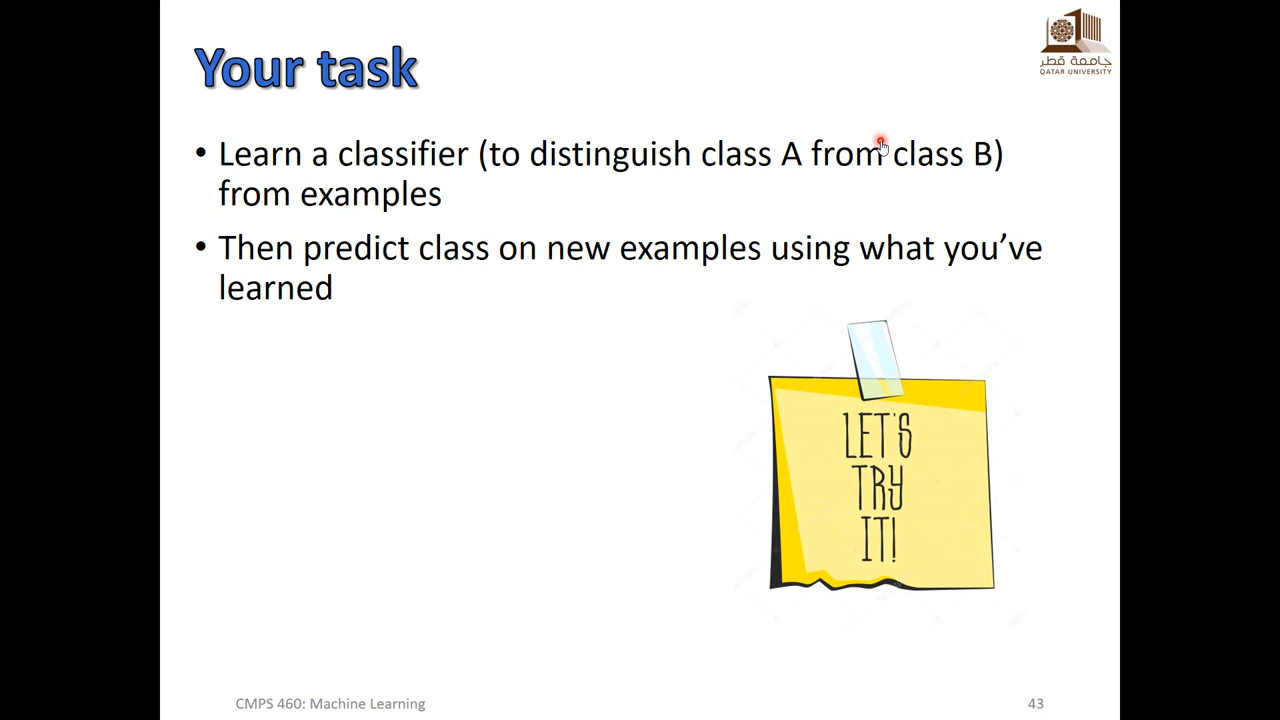 Your task
جامعة قطر
QATAR UNIVERSITY
• Learn a classifier (to distinguish class A from class B)
from examples
• Then predict class on new examples using what you’ve
learned
LET'S
TRY
IT!
CMPS 460: Machine Learning
43